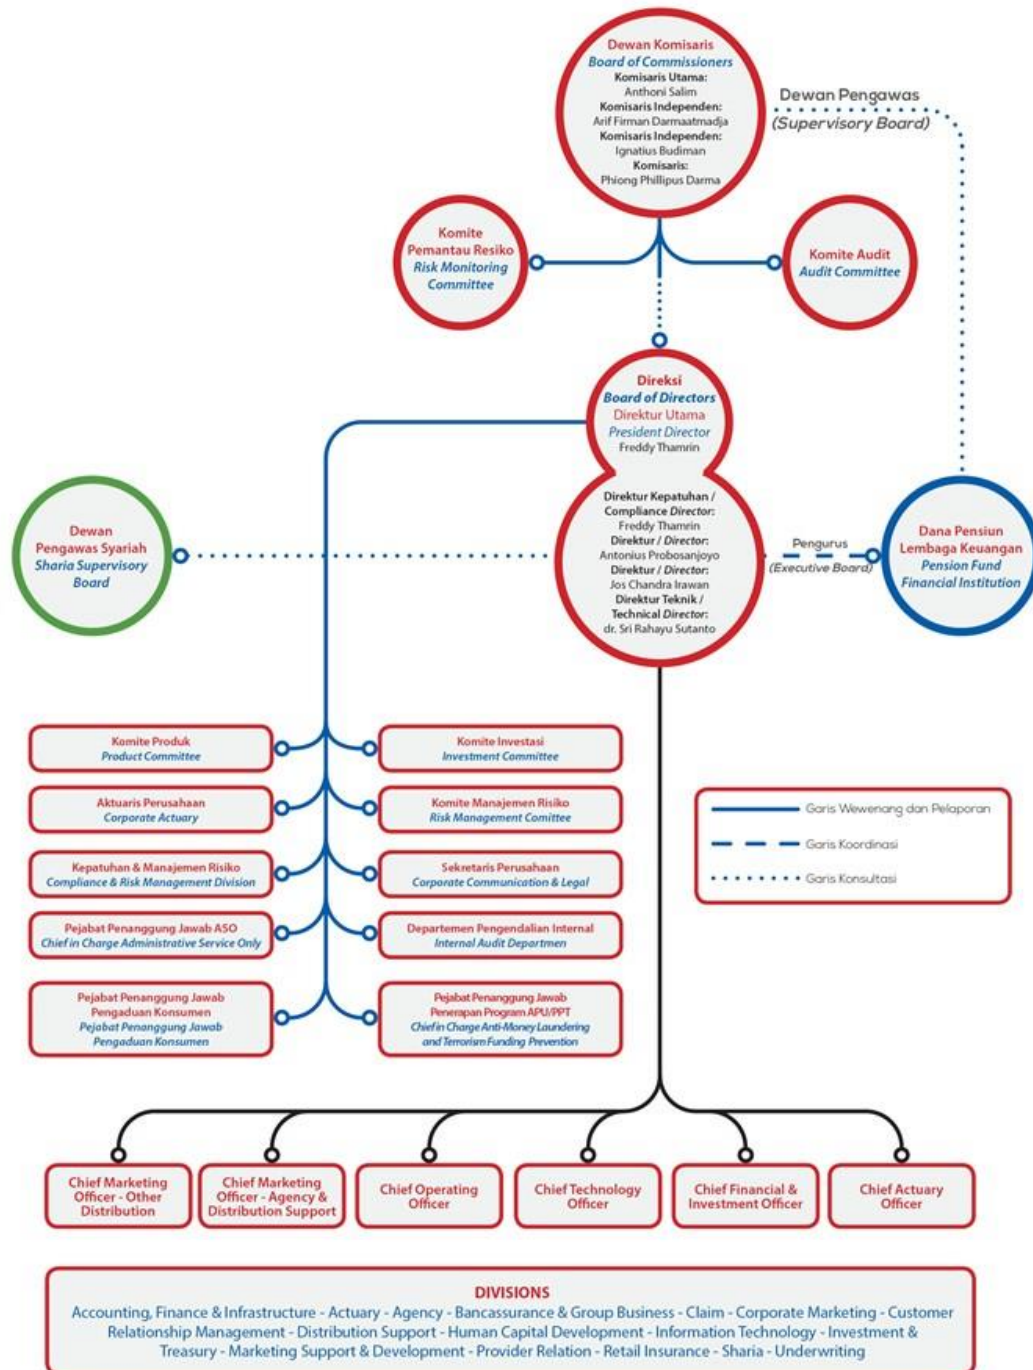 Dewan Komisaris
Board of Commissioners
Komisaris Utama:
Anthoni Salim
Komisaris Independen:
Arif Firman Darmaatmadja
Komisaris Independen:
Ignatius Budiman
Komisaris:
Phiong Phillipus Darma
Dewan Pengawas
(Supervisory Board)
Komite
Pemantau Resiko
Risk Monitoring
Committee
Komite Audit
Audit Committee
Direksi
Board of Directors
Direktur Utama
President Director
Freddy Thamrin
Direktur Kepatuhan /
Compliance Director:
Freddy Thamrin
Direktur / Director:
Antonius Probosanjoyo
Direktur / Director:
Jos Chandra Irawan
Direktur Teknik /
Technical Director:
dr. Sri Rahayu Sutanto
Dewan
Pengawas Syariah
Sharia Supervisory
Board
Pengurus
(Executive Board)
Dana Pensiun
Lembaga Keuangan
Pension Fund
Financial Institution
Komite Produk
Product Committee
Komite Investasi
Investment Committee
Aktuaris Perusahaan
Corporate Actuary
Komite Manajemen Risiko
Risk Management Comittee
Kepatuhan & Manajemen Risiko
Compliance & Risk Management Division
Sekretaris Perusahaan
Corporate Communication & Legal
Pejabat Penanggung Jawab ASO
Chief in Charge Administrative Service Only
Departemen Pengendalian Internal
Internal Audit Departmen
Pejabat Penanggung Jawab
Pengaduan Konsumen
Pejabat Penanggung Jawab
Pengaduan Konsumen
Pejabat Penanggung Jawab
Penerapan Program APU/PPT
Chief in Charge Anti-Money Laundering
and Terrorism Funding Prevention
Garis Wewenang dan Pelaporan
Garis Koordinasi
Garis Konsultasi
Chief Marketing
Officer - Other
Distribution
Chief Marketing
Officer - Agency &
Distribution Support
Chief Operating
Officer
Chief Technology
Officer
Chief Financial &
Investment Officer
Chief Actuary
Officer
DIVISIONS
Accounting, Finance & Infrastructure - Actuary - Agency - Bancassurance & Group Business - Claim - Corporate Marketing - Customer
Relationship Management - Distribution Support - Human Capital Development - Information Technology - Investment &
Treasury - Marketing Support & Development - Provider Relation - Retail Insurance - Sharia - Underwriting